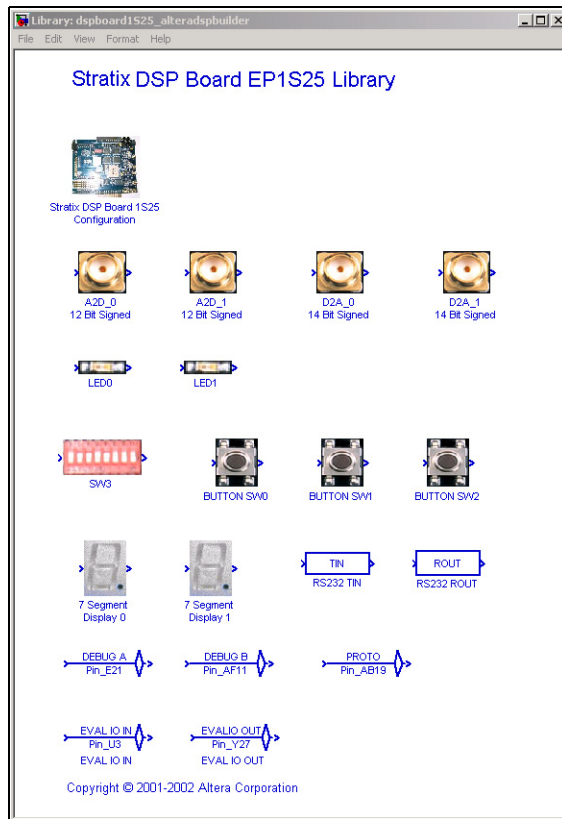 Library: dspboard1S25_alteradspbuilder
File Edit View Format Help
Stratix DSP Board EP1S25 Library
Stratix DSP Board 1S25
Configuration
A2D_0 A2D_1 D2A_0 D2A_1
12 Bit Signed 12 Bit Signed 14 Bit Signed 14 Bit Signed
LED0 LED1
SW3 BUTTON SW0 BUTTON SW1 BUTTON SW2
TIN ROUT
RS232 TIN RS232 ROUT
7 Segment 7 Segment
Display 0 Display 1
DEBUG A DEBUG B PROTO
Pin_E21 Pin_AF11 Pin_AB19
EVAL IO IN EVALIO OUT
Pin_U3 Pin_Y27
EVAL IO IN EVAL IO OUT
Copyright © 2001-2002 Altera Corporation